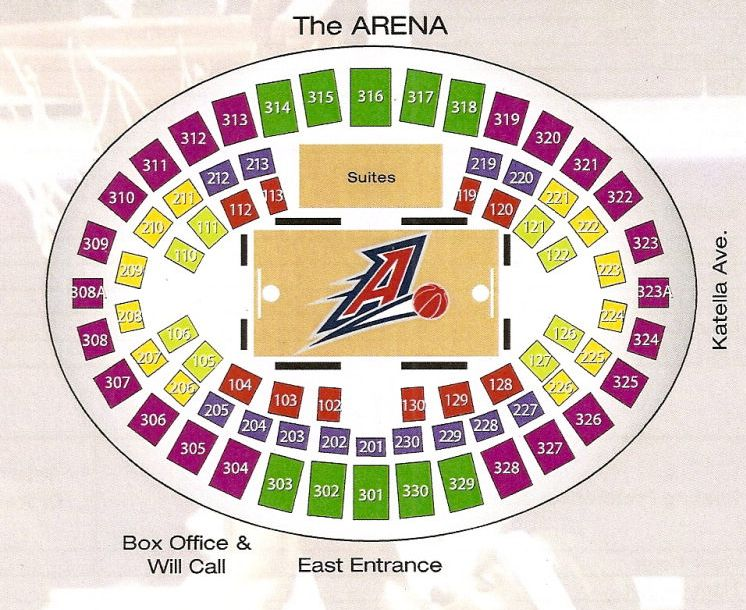 The ARENA
314 315 316 317 318
313 319
312 320
311 213 219 321
212 Suites 220
310 211 113 119 221 322
112 120
210 111 121 222
309 110 122 323
209 223
308A A 323A
208 224
308 106 126 324
207 105 127 225
307 206 104 103 102 130 129 128 226 325
205 227
306 204 203 202 201 230 229 228 326
305 327
304 303 302 301 330 329 328
Katella Ave.
Box Office &
Will Call
East Entrance